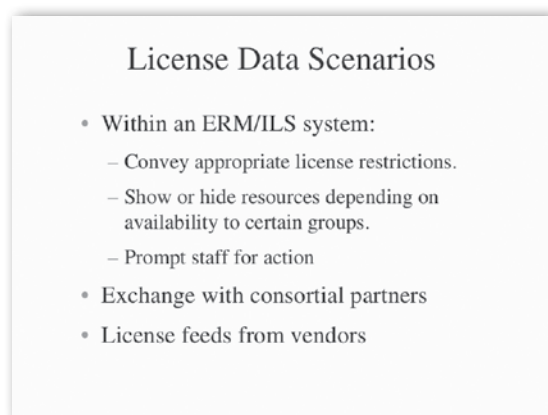 License Data Scenarios
• Within an ERM/ILS system:
– Convey appropriate license restrictions.
– Show or hide resources depending on
availability to certain groups.
– Prompt staff for action
• Exchange with consortial partners
• License feeds from vendors